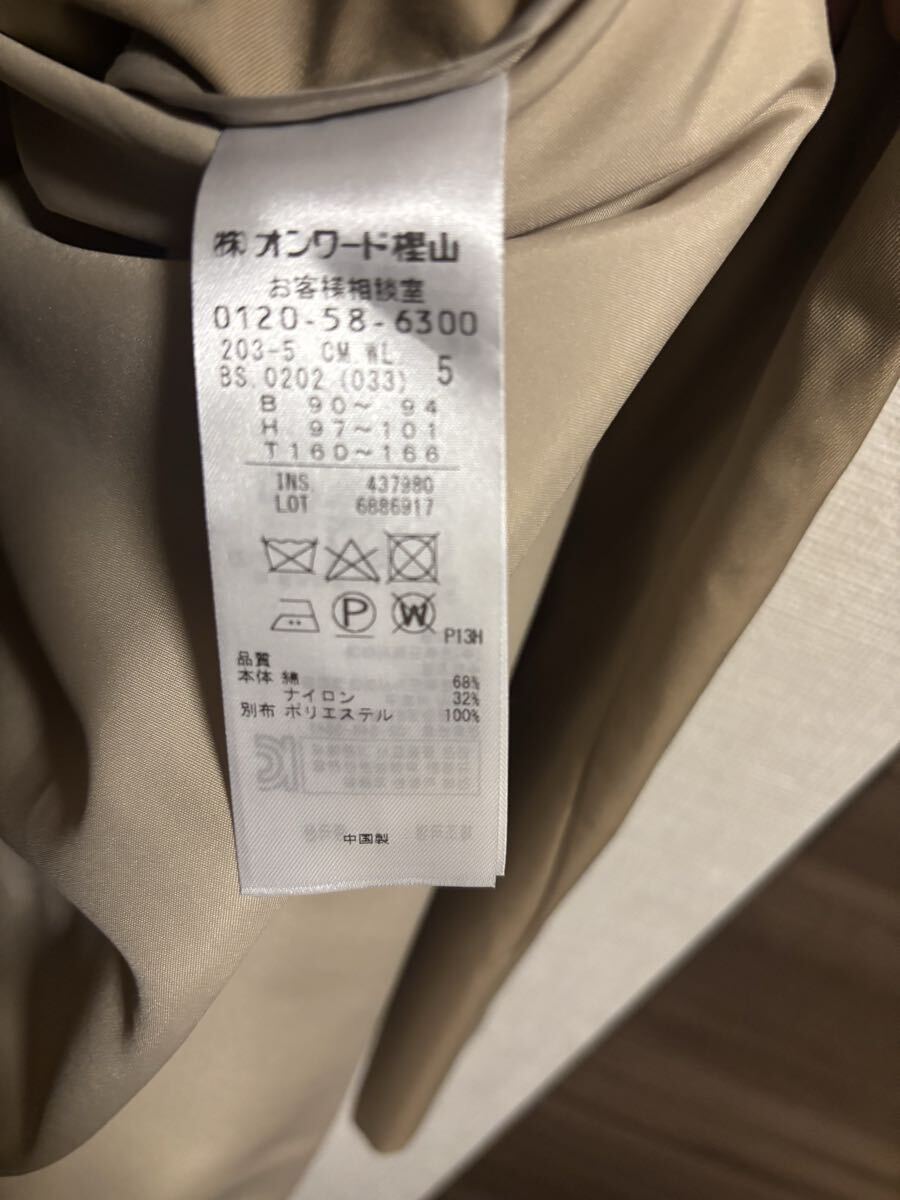 ㈱オンワード樫山
お客様相談室
0120-58-6300
203-5 CM.WL. 5
BS.0202 (033)
B 90~ 94
H 97~101
T160~166
INS. 437980
LOT 6886917
P
W
P13H
品質
本体 綿 68%
ナイロン 32%
別布 ポリエステル 100%
中国製